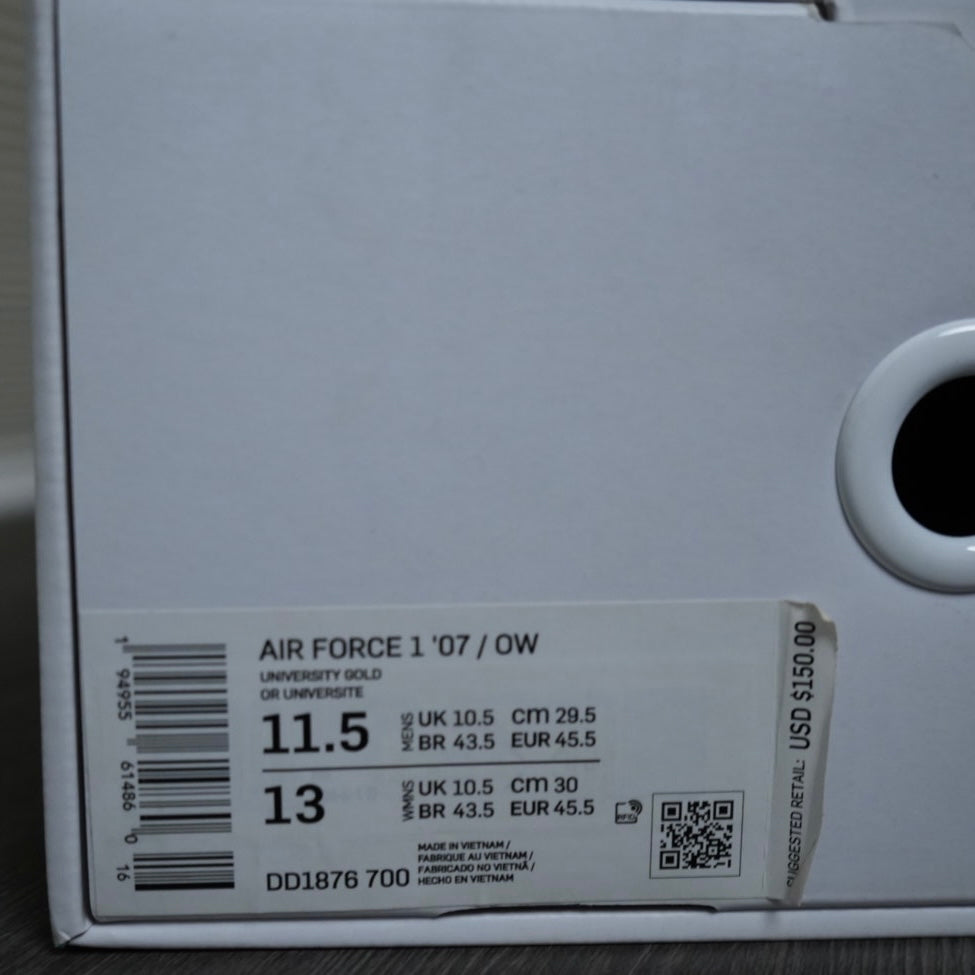 AIR FORCE 1 '07 / OW
UNIVERSITY GOLD
OR UNIVERSITE
11.5
MENS
UK 10.5 cm 29.5
BR 43.5 EUR 45.5
13
WMNS
UK 10.5 cm 30
BR 43.5 EUR 45.5
DD1876 700
MADE IN VIETNAM /
FABRIQUE AU VIETNAM /
FABRICADO NO VIETNÃ /
HECHO EN VIETNAM
RFID
1 94955 61486 0 16
SUGGESTED RETAIL: USD $150.00